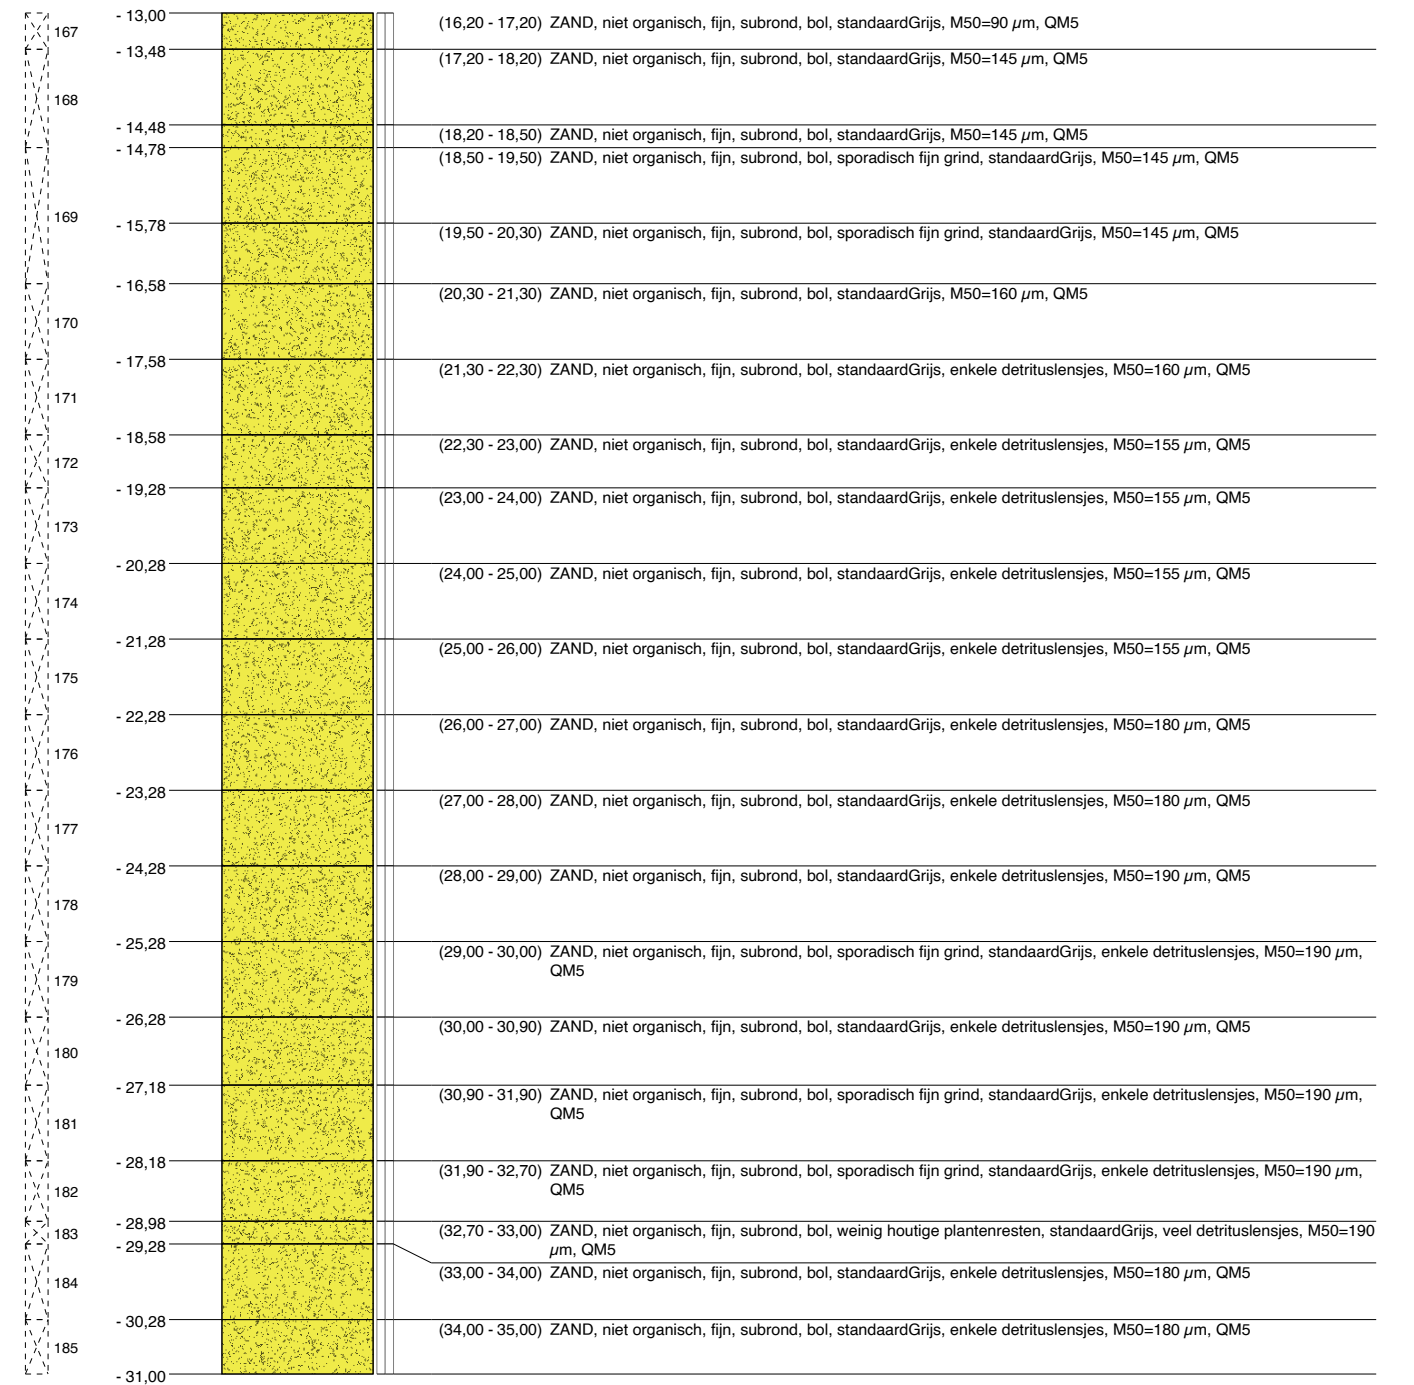 - 13,00
(16,20 - 17,20) ZAND, niet organisch, fijn, subrond, bol, standaardGrijs, M50=90 µm, QM5
167
- 13,48
(17,20 - 18,20) ZAND, niet organisch, fijn, subrond, bol, standaardGrijs, M50=145 µm, QM5
168
- 14,48
(18,20 - 18,50) ZAND, niet organisch, fijn, subrond, bol, standaardGrijs, M50=145 µm, QM5
- 14,78
(18,50 - 19,50) ZAND, niet organisch, fijn, subrond, bol, sporadisch fijn grind, standaardGrijs, M50=145 µm, QM5
169
- 15,78
(19,50 - 20,30) ZAND, niet organisch, fijn, subrond, bol, sporadisch fijn grind, standaardGrijs, M50=145 µm, QM5
- 16,58
(20,30 - 21,30) ZAND, niet organisch, fijn, subrond, bol, standaardGrijs, M50=160 µm, QM5
170
- 17,58
(21,30 - 22,30) ZAND, niet organisch, fijn, subrond, bol, standaardGrijs, enkele detrituslensjes, M50=160 µm, QM5
171
- 18,58
(22,30 - 23,00) ZAND, niet organisch, fijn, subrond, bol, standaardGrijs, enkele detrituslensjes, M50=155 µm, QM5
172
- 19,28
(23,00 - 24,00) ZAND, niet organisch, fijn, subrond, bol, standaardGrijs, enkele detrituslensjes, M50=155 µm, QM5
173
- 20,28
(24,00 - 25,00) ZAND, niet organisch, fijn, subrond, bol, standaardGrijs, enkele detrituslensjes, M50=155 µm, QM5
174
- 21,28
(25,00 - 26,00) ZAND, niet organisch, fijn, subrond, bol, standaardGrijs, enkele detrituslensjes, M50=155 µm, QM5
175
- 22,28
(26,00 - 27,00) ZAND, niet organisch, fijn, subrond, bol, standaardGrijs, enkele detrituslensjes, M50=180 µm, QM5
176
- 23,28
(27,00 - 28,00) ZAND, niet organisch, fijn, subrond, bol, standaardGrijs, enkele detrituslensjes, M50=180 µm, QM5
177
- 24,28
(28,00 - 29,00) ZAND, niet organisch, fijn, subrond, bol, standaardGrijs, enkele detrituslensjes, M50=190 µm, QM5
178
- 25,28
(29,00 - 30,00) ZAND, niet organisch, fijn, subrond, bol, sporadisch fijn grind, standaardGrijs, enkele detrituslensjes, M50=190 µm,
QM5
179
- 26,28
(30,00 - 30,90) ZAND, niet organisch, fijn, subrond, bol, standaardGrijs, enkele detrituslensjes, M50=190 µm, QM5
180
- 27,18
(30,90 - 31,90) ZAND, niet organisch, fijn, subrond, bol, sporadisch fijn grind, standaardGrijs, enkele detrituslensjes, M50=190 µm,
QM5
181
- 28,18
(31,90 - 32,70) ZAND, niet organisch, fijn, subrond, bol, sporadisch fijn grind, standaardGrijs, enkele detrituslensjes, M50=190 µm,
QM5
182
- 28,98
(32,70 - 33,00) ZAND, niet organisch, fijn, subrond, bol, weinig houtige plantenresten, standaardGrijs, veel detrituslensjes, M50=190
µm, QM5
183
- 29,28
(33,00 - 34,00) ZAND, niet organisch, fijn, subrond, bol, standaardGrijs, enkele detrituslensjes, M50=180 µm, QM5
184
- 30,28
(34,00 - 35,00) ZAND, niet organisch, fijn, subrond, bol, standaardGrijs, enkele detrituslensjes, M50=180 µm, QM5
185
- 31,00